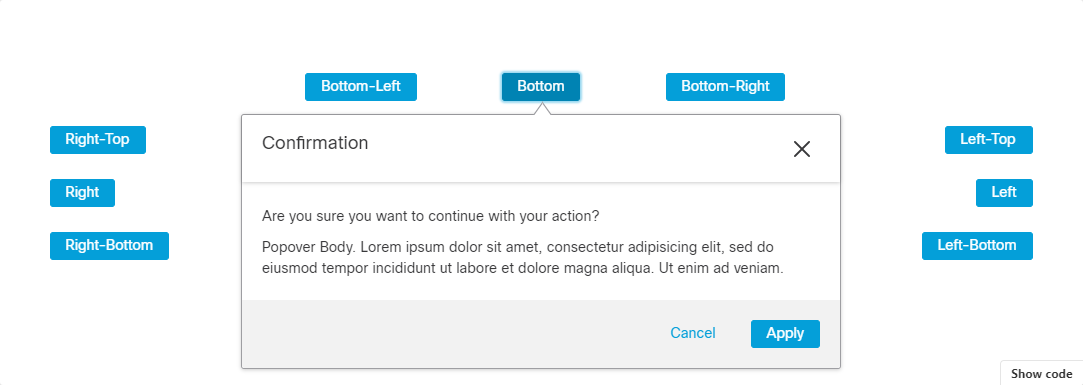 Bottom-Left
Bottom
Bottom-Right
Right-Top
Confirmation
Left-Top
Right
Left
Are you sure you want to continue with your action?
Right-Bottom
Popover Body. Lorem ipsum dolor sit amet, consectetur adipisicing elit, sed do
eiusmod tempor incididunt ut labore et dolore magna aliqua. Ut enim ad veniam.
Left-Bottom
Cancel
Apply
Show code